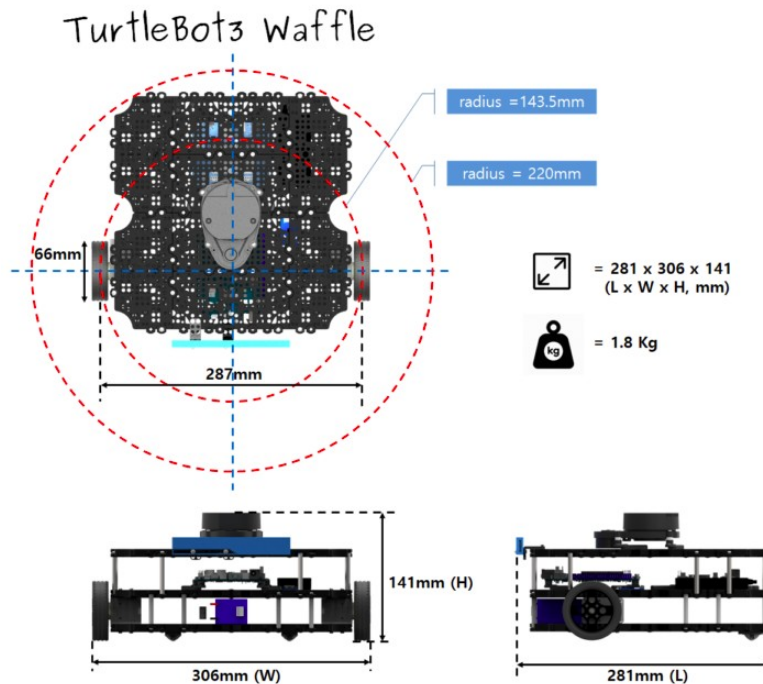 TurtleBot3 Waffle
radius =143.5mm
radius = 220mm
66mm
= 281 x 306 x 141
(L x W x H, mm)
kg
= 1.8 Kg
287mm
141mm (H)
306mm (W)
281mm (L)